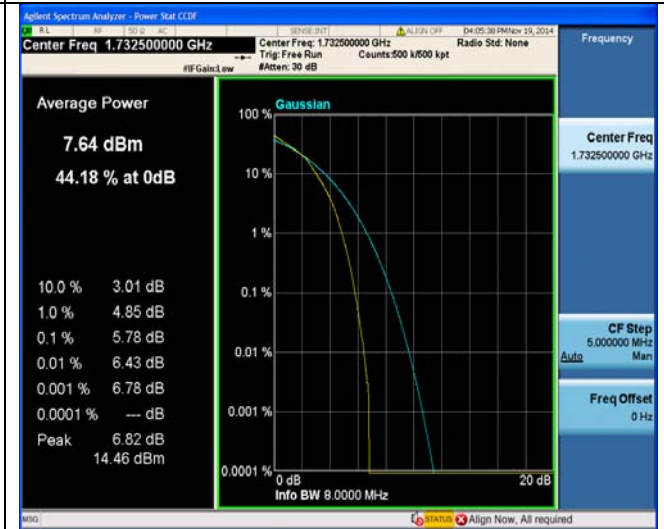 Agilent Spectrum Analyzer - Power Stat CCDF
RL RF 50 Ω AC SENSE:INT ALIGN OFF 04:05:38 PM Nov 19, 2014
Center Freq 1.732500000 GHz
Center Freq: 1.732500000 GHz Radio Std: None
Trig: Free Run Counts:500 k/500 kpt
#IFGain:Low #Atten: 30 dB
Frequency
Average Power
7.64 dBm
44.18 % at 0dB
10.0 % 3.01 dB
1.0 % 4.85 dB
0.1 % 5.78 dB
0.01 % 6.43 dB
0.001 % 6.78 dB
0.0001 % --- dB
Peak 6.82 dB
14.46 dBm
Gaussian
100 %
10 %
1 %
0.1 %
0.01 %
0.001 %
0.0001 %
0 dB 20 dB
Info BW 8.0000 MHz
Center Freq
1.732500000 GHz
CF Step
5.000000 MHz
Auto Man
Freq Offset
0 Hz
MSG STATUS Align Now, All required